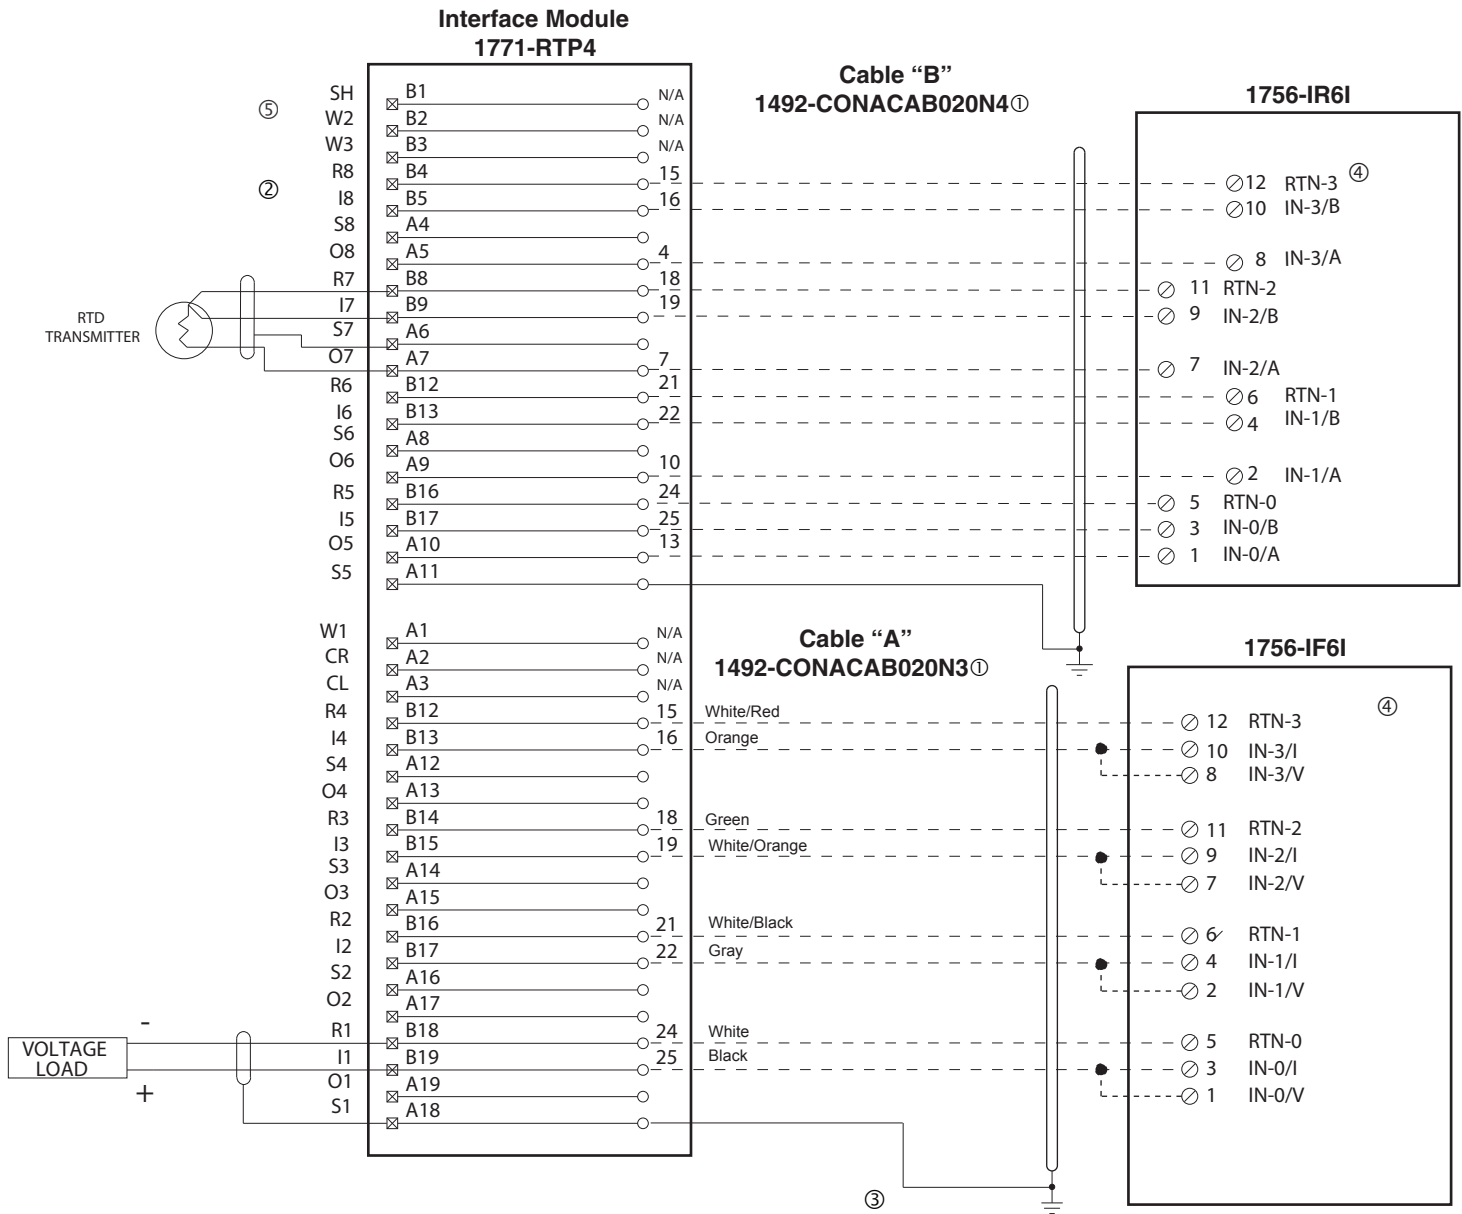 Interface Module
1771-RTP4
Cable “B”
1492-CONACAB020N4①
1756-IR6I
⑤
②
SH B1 N/A
W2 B2 N/A
W3 B3 N/A
R8 B4 15 12 RTN-3 ④
I8 B5 16 10 IN-3/B
S8 A4
O8 A5 4 8 IN-3/A
R7 B8 18 11 RTN-2
I7 B9 19 9 IN-2/B
RTD
TRANSMITTER
S7 A6
O7 A7 7 7 IN-2/A
R6 B12 21 6 RTN-1
I6 B13 22 4 IN-1/B
S6 A8
O6 A9 10 2 IN-1/A
R5 B16 24 5 RTN-0
I5 B17 25 3 IN-0/B
O5 A10 13 1 IN-0/A
S5 A11
Cable “A”
1492-CONACAB020N3①
1756-IF6I
④
W1 A1 N/A
CR A2 N/A
CL A3 N/A
R4 B12 15 White/Red 12 RTN-3
I4 B13 16 Orange 10 IN-3/I
S4 A12 8 IN-3/V
O4 A13
R3 B14 18 Green 11 RTN-2
I3 B15 19 White/Orange 9 IN-2/I
S3 A14 7 IN-2/V
O3 A15
R2 B16 21 White/Black 6 RTN-1
I2 B17 22 Gray 4 IN-1/I
S2 A16 2 IN-1/V
O2 A17
VOLTAGE
LOAD
-
+
R1 B18 24 White 5 RTN-0
I1 B19 25 Black 3 IN-0/I
O1 A19 1 IN-0/V
S1 A18
③